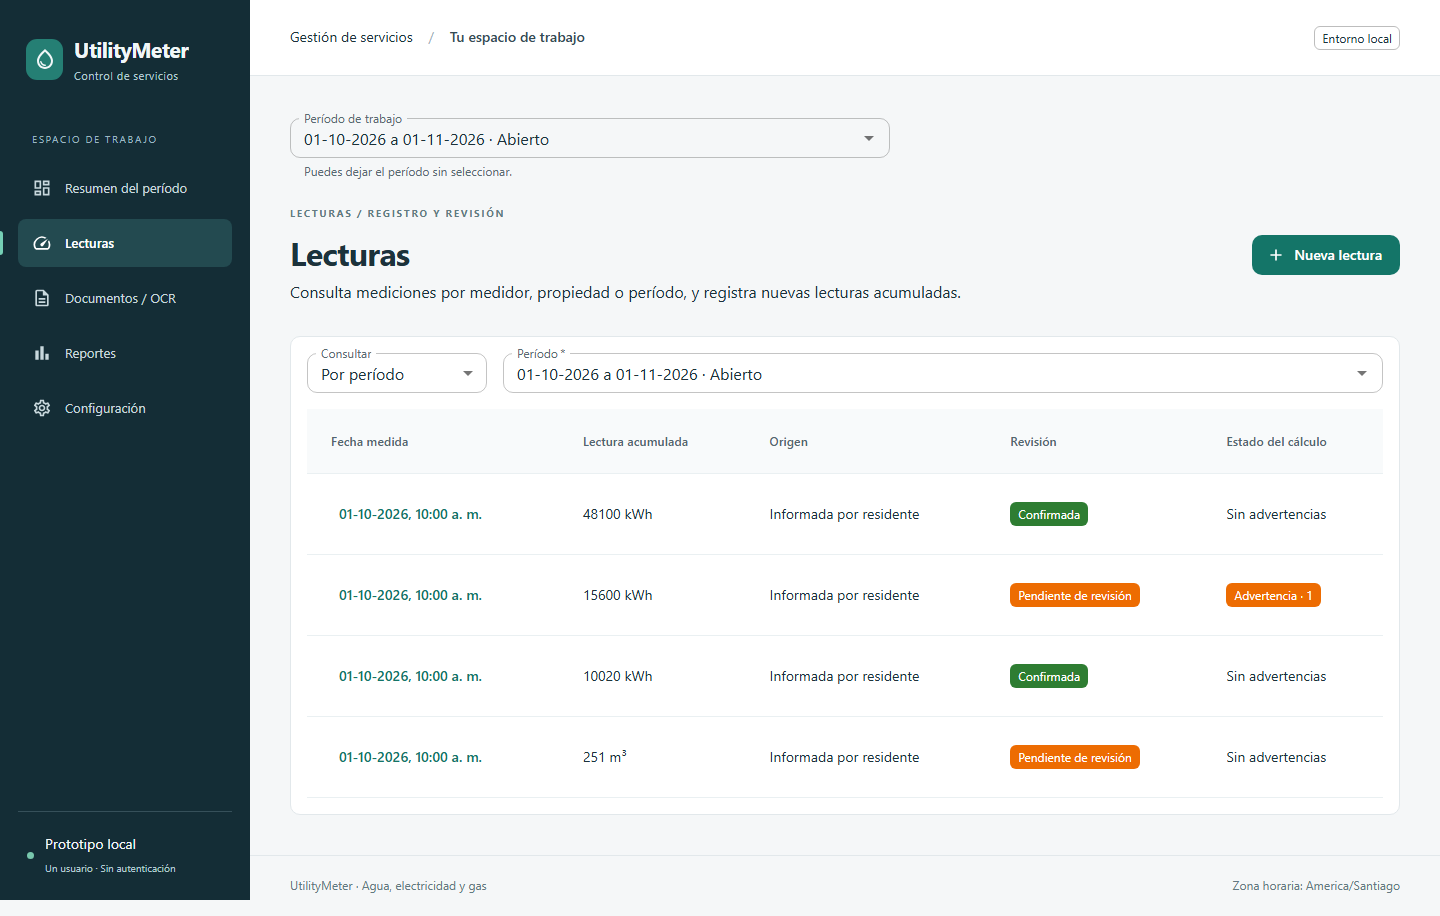 UtilityMeter
Control de servicios
ESPACIO DE TRABAJO
Resumen del período
Lecturas
Documentos / OCR
Reportes
Configuración
Prototipo local
Un usuario · Sin autenticación
Gestión de servicios / Tu espacio de trabajo
Entorno local
Período de trabajo
01-10-2026 a 01-11-2026 · Abierto
Puedes dejar el período sin seleccionar.
LECTURAS / REGISTRO Y REVISIÓN
Lecturas
Nueva lectura
Consulta mediciones por medidor, propiedad o período, y registra nuevas lecturas acumuladas.
Consultar
Por período
Período *
01-10-2026 a 01-11-2026 · Abierto
Fecha medida Lectura acumulada Origen Revisión Estado del cálculo
01-10-2026, 10:00 a. m. 48100 kWh Informada por residente Confirmada Sin advertencias
01-10-2026, 10:00 a. m. 15600 kWh Informada por residente Pendiente de revisión Advertencia · 1
01-10-2026, 10:00 a. m. 10020 kWh Informada por residente Confirmada Sin advertencias
01-10-2026, 10:00 a. m. 251 m³ Informada por residente Pendiente de revisión Sin advertencias
UtilityMeter · Agua, electricidad y gas
Zona horaria: America/Santiago